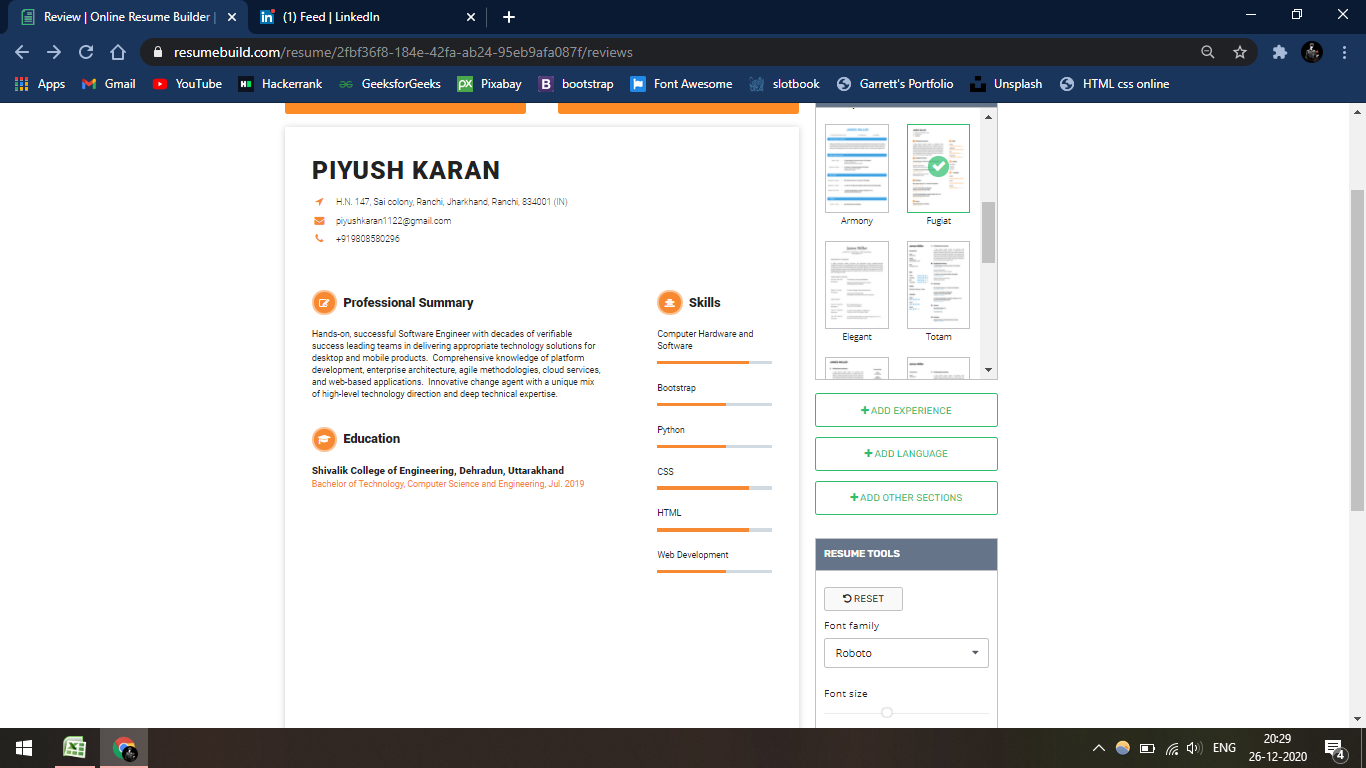 Review | Online Resume Builder |
(1) Feed | LinkedIn
resumebuild.com/resume/2fbf36f8-184e-42fa-ab24-95eb9afa087f/reviews
Apps
Gmail
YouTube
Hackerrank
GeeksforGeeks
Pixabay
bootstrap
Font Awesome
slotbook
Garrett's Portfolio
Unsplash
HTML css online
PIYUSH KARAN
H.N. 147, Sai colony, Ranchi, Jharkhand, Ranchi, 834001 (IN)
piyushkaran1122@gmail.com
+919808580296
Professional Summary
Hands-on, successful Software Engineer with decades of verifiable
success leading teams in delivering appropriate technology solutions for
desktop and mobile products. Comprehensive knowledge of platform
development, enterprise architecture, agile methodologies, cloud services,
and web-based applications. Innovative change agent with a unique mix
of high-level technology direction and deep technical expertise.
Education
Shivalik College of Engineering, Dehradun, Uttarakhand
Bachelor of Technology, Computer Science and Engineering, Jul. 2019
Skills
Computer Hardware and
Software
Bootstrap
Python
CSS
HTML
Web Development
Armony
Fugiat
Elegant
Totam
ADD EXPERIENCE
ADD LANGUAGE
ADD OTHER SECTIONS
RESUME TOOLS
RESET
Font family
Roboto
Font size
ENG
20:29
26-12-2020
4